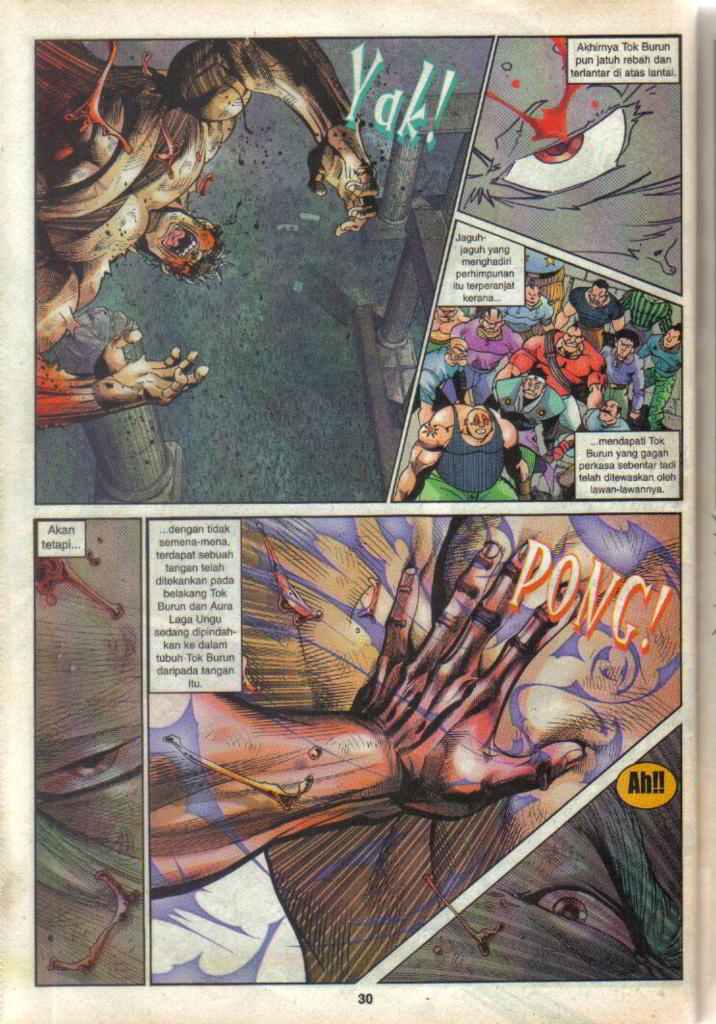 Yak!
Akhirnya Tok Burun
pun jatuh rebah dan
terlantar di atas lantai.
Jaguh-
jaguh yang
menghadiri
perhimpunan
itu terperanjat
kerana...
...mendapati Tok
Burun yang gagah
perkasa sebentar tadi
telah ditewaskan oleh
lawan-lawannya.
Akan
tetapi...
...dengan tidak
semena-mena,
terdapat sebuah
tangan telah
ditekankan pada
belakang Tok
Burun dan Aura
Laga Ungu
sedang dipindah-
kan ke dalam
tubuh Tok Burun
daripada tangan
itu.
PONG!
Ah!!
30